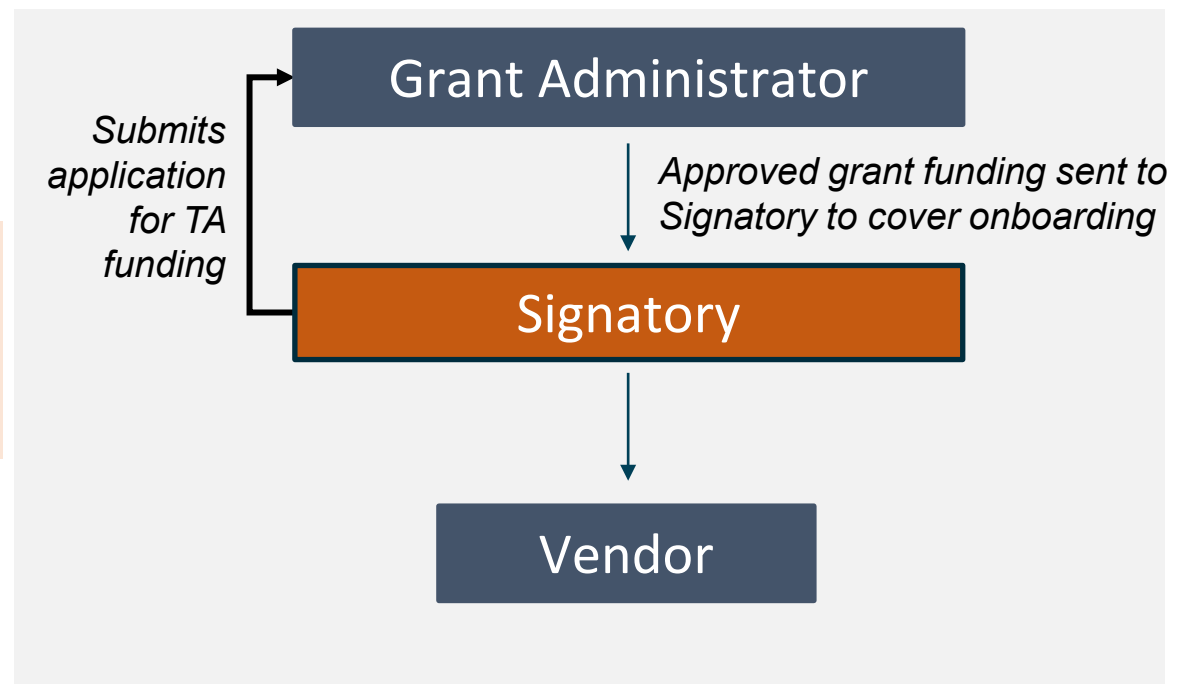 Grant Administrator
Submits
application
for TA
funding
Approved grant funding sent to
Signatory to cover onboarding
Signatory
Vendor